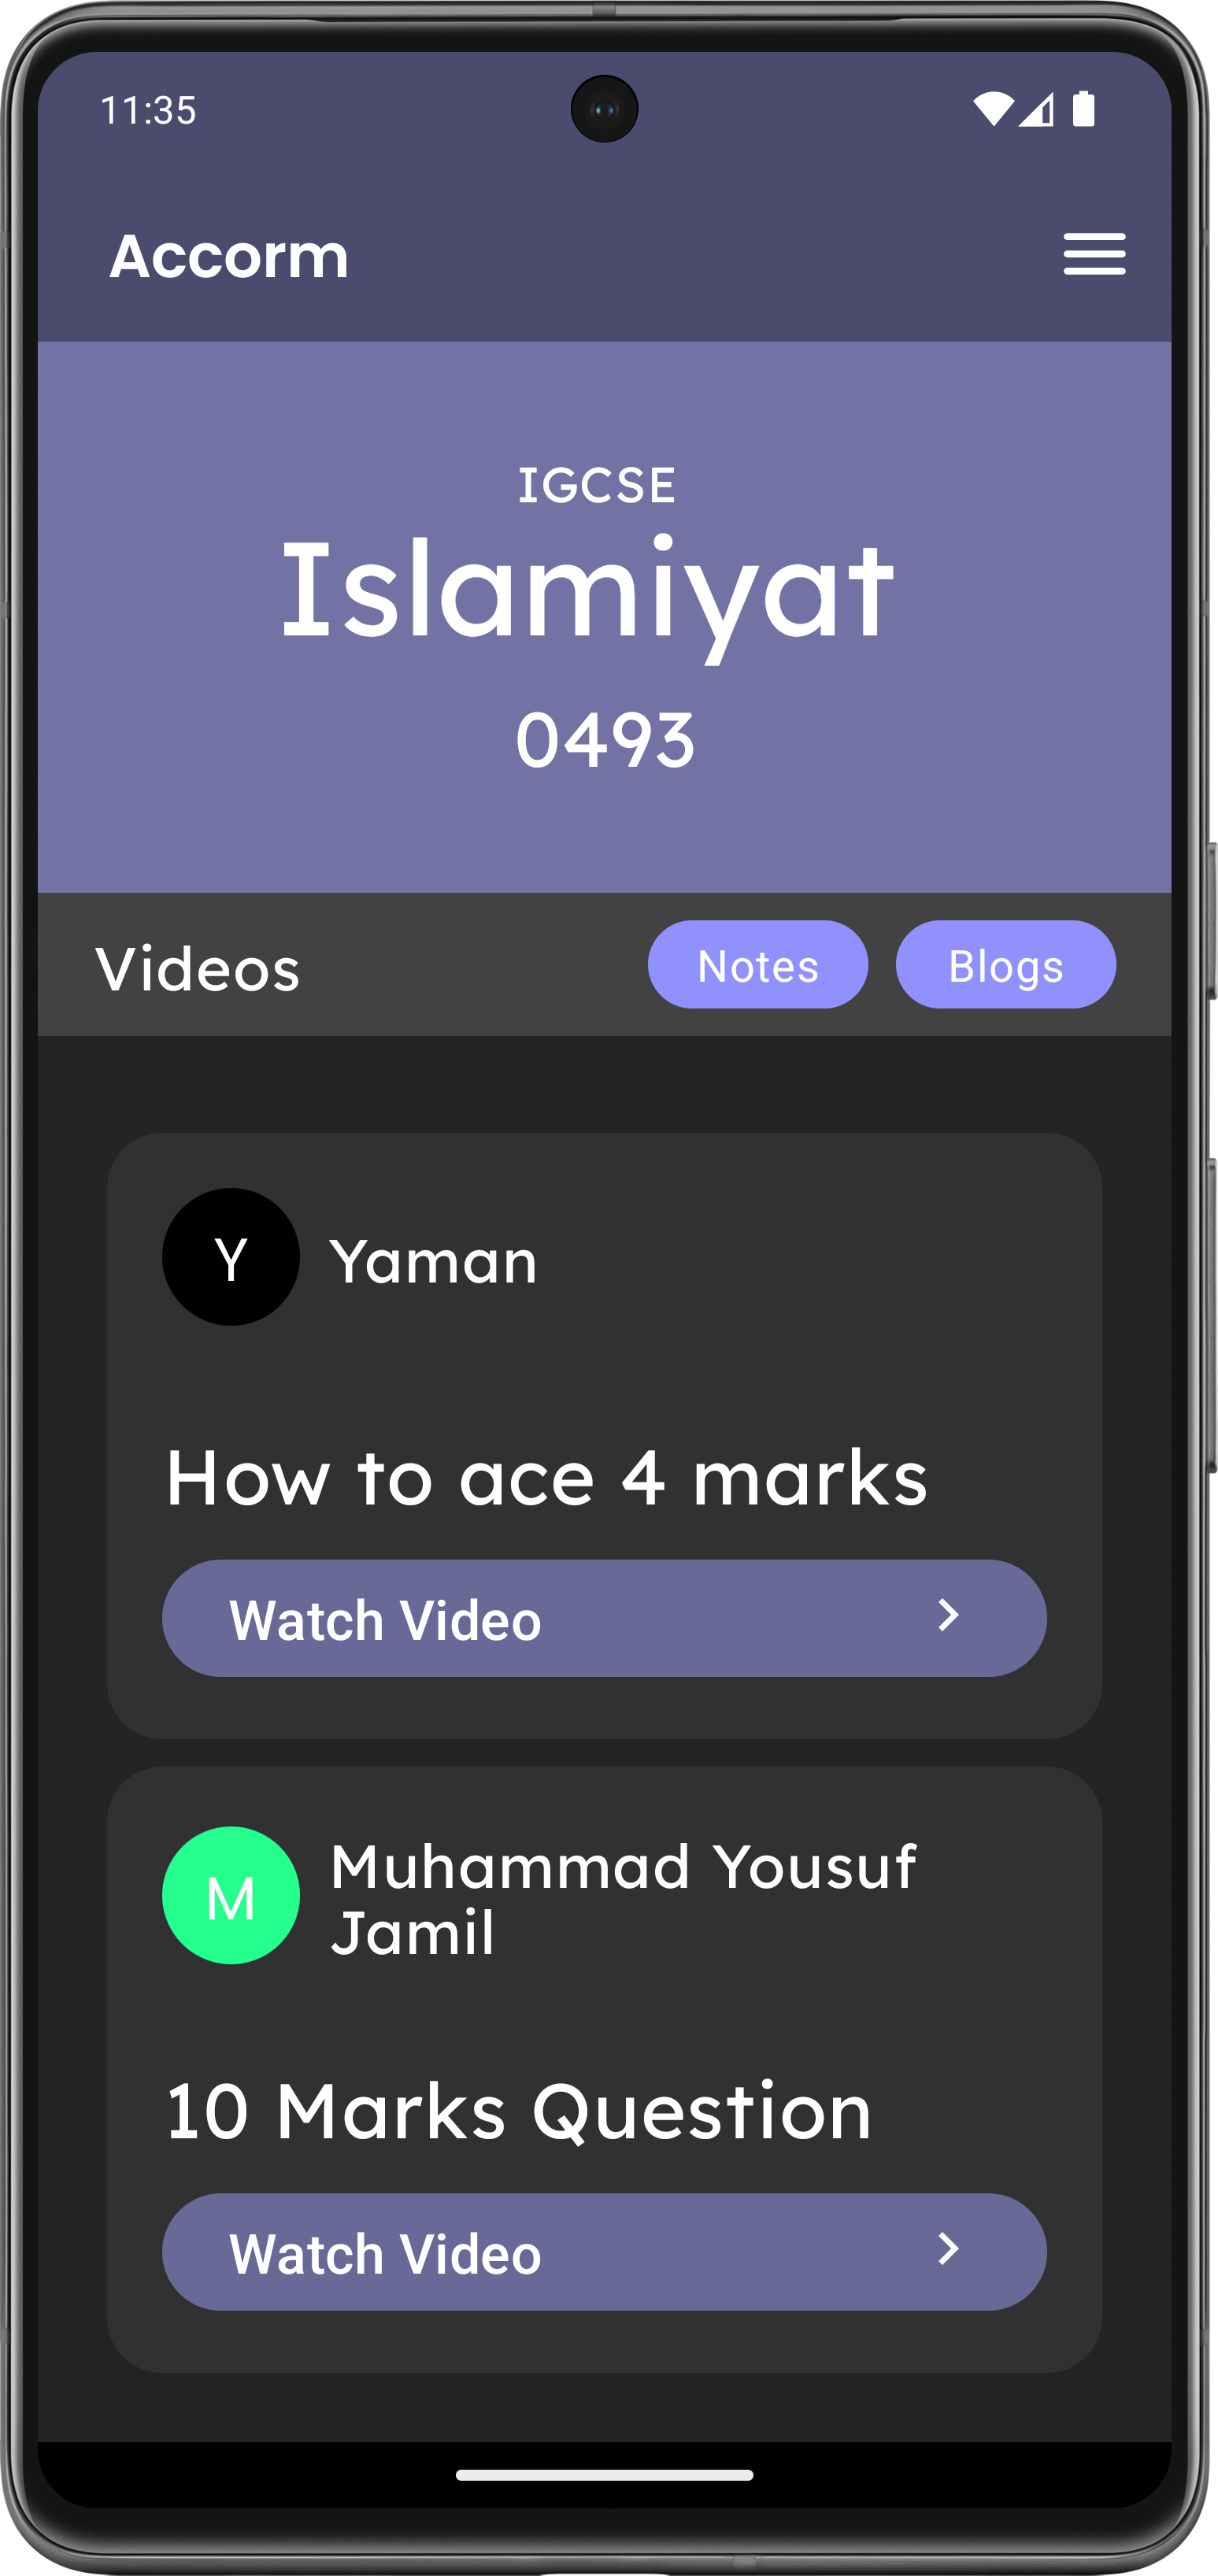 11:35
Accorm
IGCSE
Islamiyat
0493
Videos
Notes
Blogs
Y
Yaman
How to ace 4 marks
Watch Video
M
Muhammad Yousuf
Jamil
10 Marks Question
Watch Video